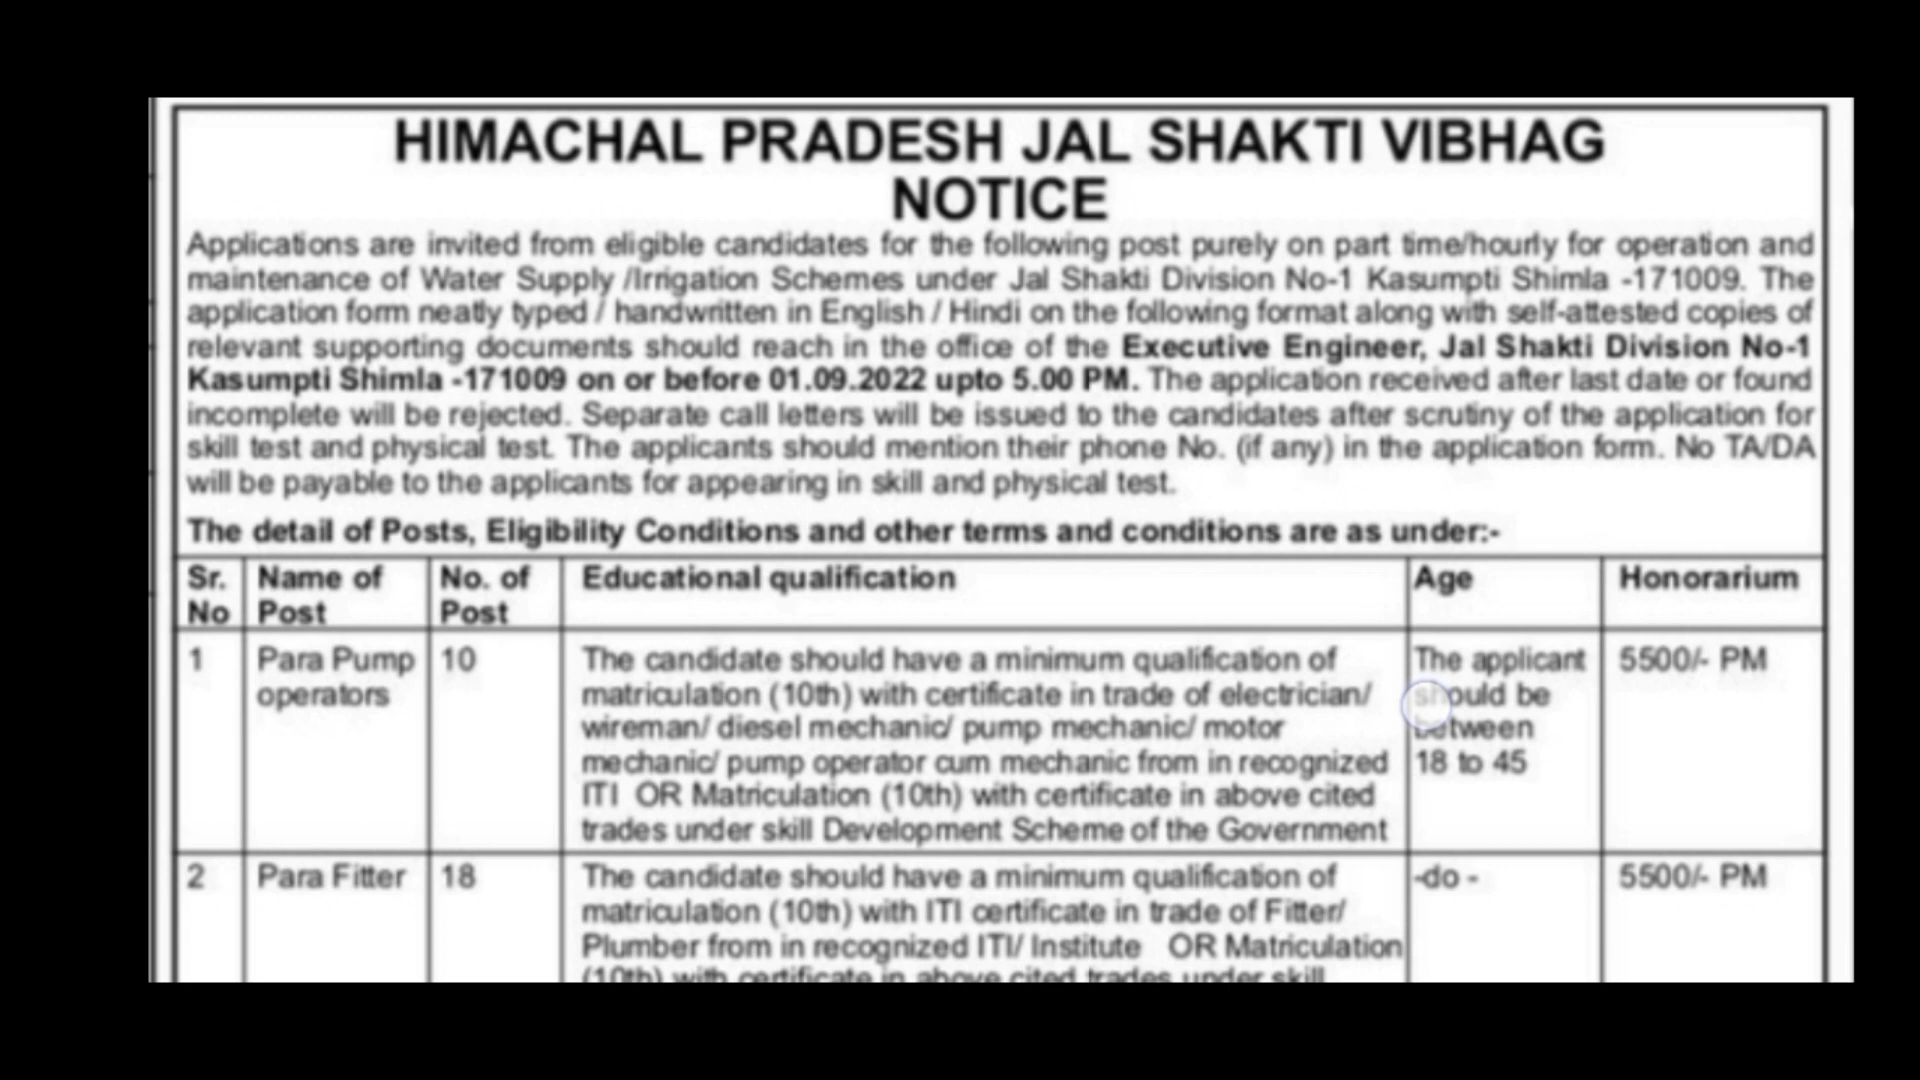 HIMACHAL PRADESH JAL SHAKTI VIBHAG
NOTICE
Applications are invited from eligible candidates for the following post purely on part time/hourly for operation and
maintenance of Water Supply /Irrigation Schemes under Jal Shakti Division No-1 Kasumpti Shimla -171009. The
application form neatly typed / handwritten in English / Hindi on the following format along with self-attested copies of
relevant supporting documents should reach in the office of the Executive Engineer, Jal Shakti Division No-1
Kasumpti Shimla -171009 on or before 01.09.2022 upto 5.00 PM. The application received after last date or found
incomplete will be rejected. Separate call letters will be issued to the candidates after scrutiny of the application for
skill test and physical test. The applicants should mention their phone No. (if any) in the application form. No TA/DA
will be payable to the applicants for appearing in skill and physical test.
The detail of Posts, Eligibility Conditions and other terms and conditions are as under:-
Sr. Name of No. of Educational qualification Age Honorarium
No Post Post
1 Para Pump 10 The candidate should have a minimum qualification of The applicant 5500/- PM
operators matriculation (10th) with certificate in trade of electrician/ should be
wireman/ diesel mechanic/ pump mechanic/ motor between
mechanic/ pump operator cum mechanic from in recognized 18 to 45
ITI OR Matriculation (10th) with certificate in above cited
trades under skill Development Scheme of the Government
2 Para Fitter 18 The candidate should have a minimum qualification of -do - 5500/- PM
matriculation (10th) with ITI certificate in trade of Fitter/
Plumber from in recognized ITI/ Institute OR Matriculation
(10th) with certificate in above cited trades under skill